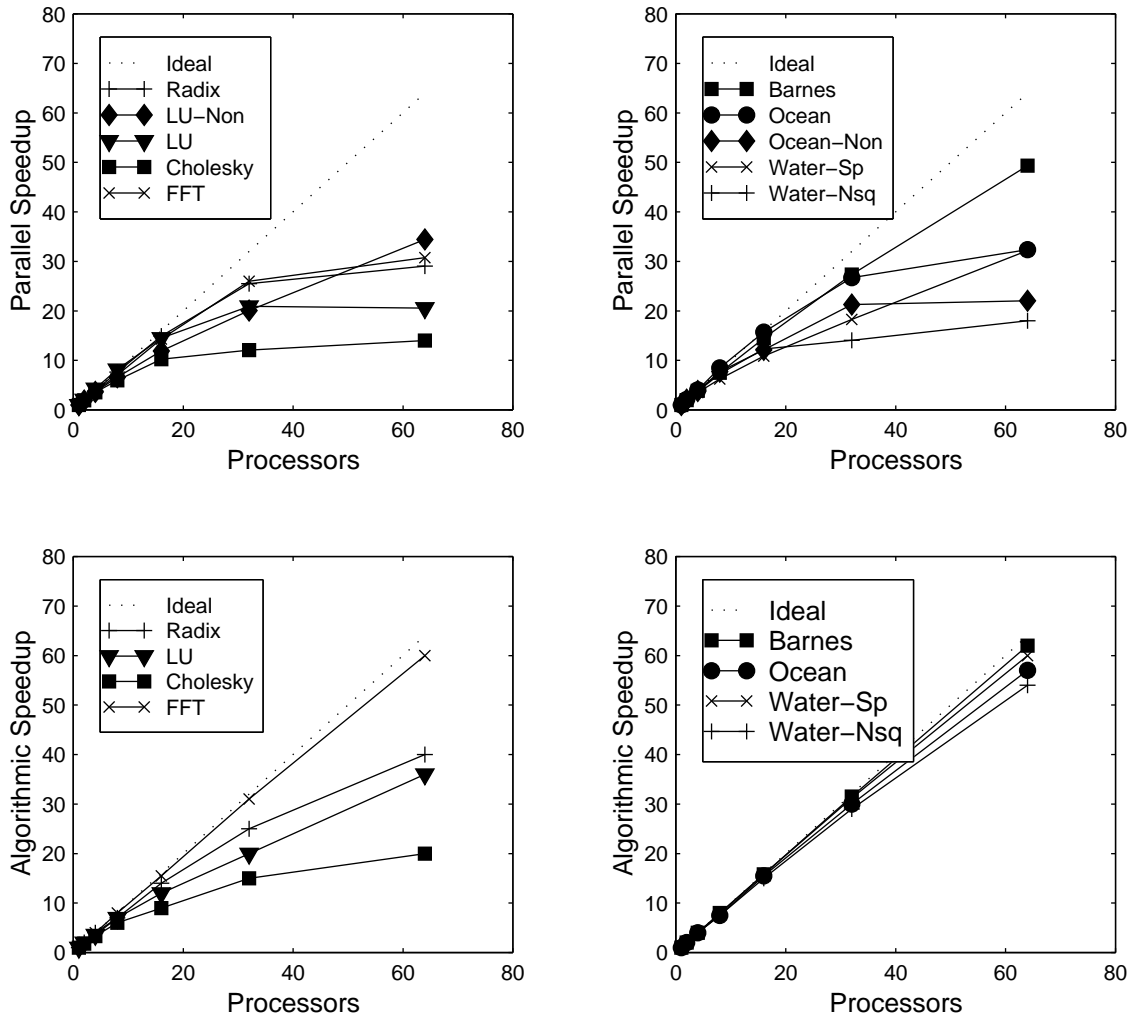 80
70
60
50
40
30
20
10
0
Parallel Speedup
Ideal
Radix
LU-Non
LU
Cholesky
FFT
0 20 40 60 80
Processors
80
70
60
50
40
30
20
10
0
Parallel Speedup
Ideal
Barnes
Ocean
Ocean-Non
Water-Sp
Water-Nsq
0 20 40 60 80
Processors
80
70
60
50
40
30
20
10
0
Algorithmic Speedup
Ideal
Radix
LU
Cholesky
FFT
0 20 40 60 80
Processors
80
70
60
50
40
30
20
10
0
Algorithmic Speedup
Ideal
Barnes
Ocean
Water-Sp
Water-Nsq
0 20 40 60 80
Processors